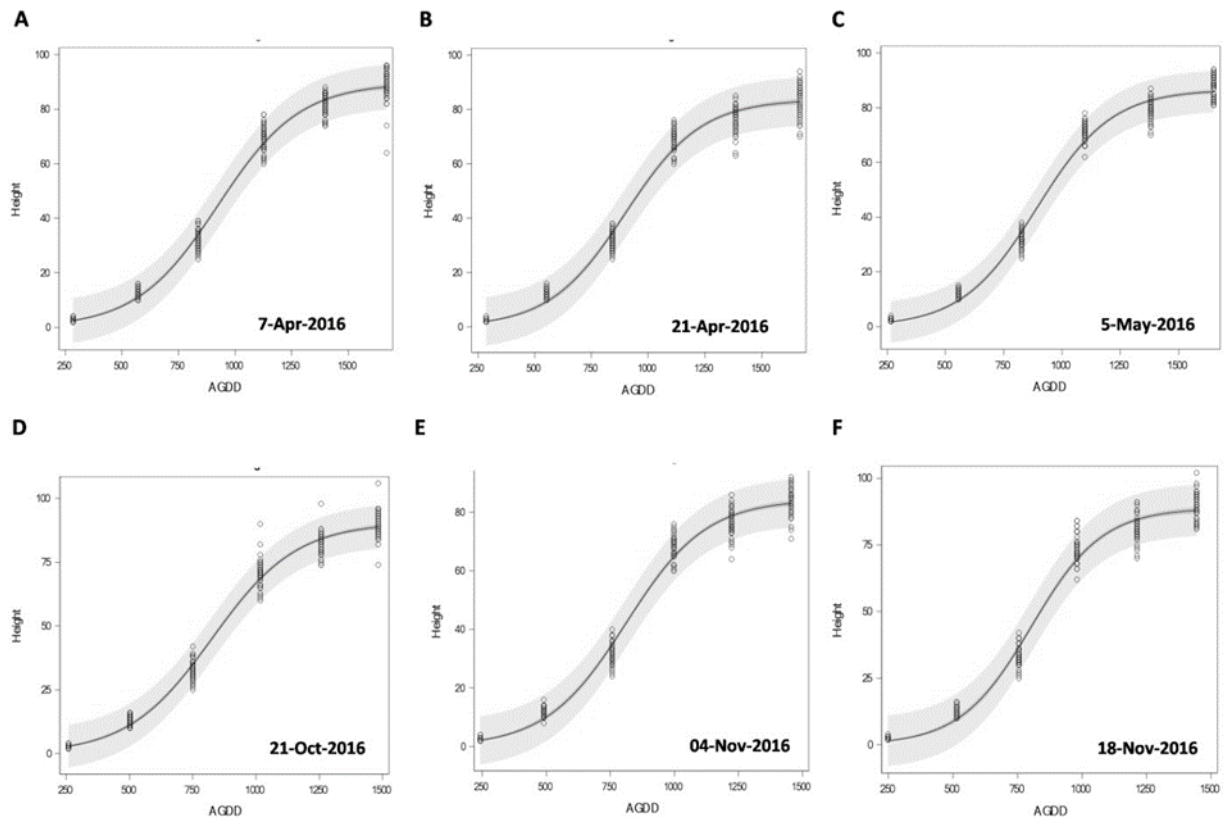 A
B
C
100
80
60
40
20
0
Height
250
500
750
1000
1250
1500
AGDD
7-Apr-2016
100
80
60
40
20
0
Height
250
500
750
1000
1250
1500
AGDD
21-Apr-2016
100
80
60
40
20
0
Height
250
500
750
1000
1250
1500
AGDD
5-May-2016
D
E
F
100
75
50
25
0
Height
250
500
750
1000
1250
1500
AGDD
21-Oct-2016
80
60
40
20
0
Height
250
500
750
1000
1250
1500
AGDD
04-Nov-2016
100
75
50
25
0
Height
250
500
750
1000
1250
1500
AGDD
18-Nov-2016